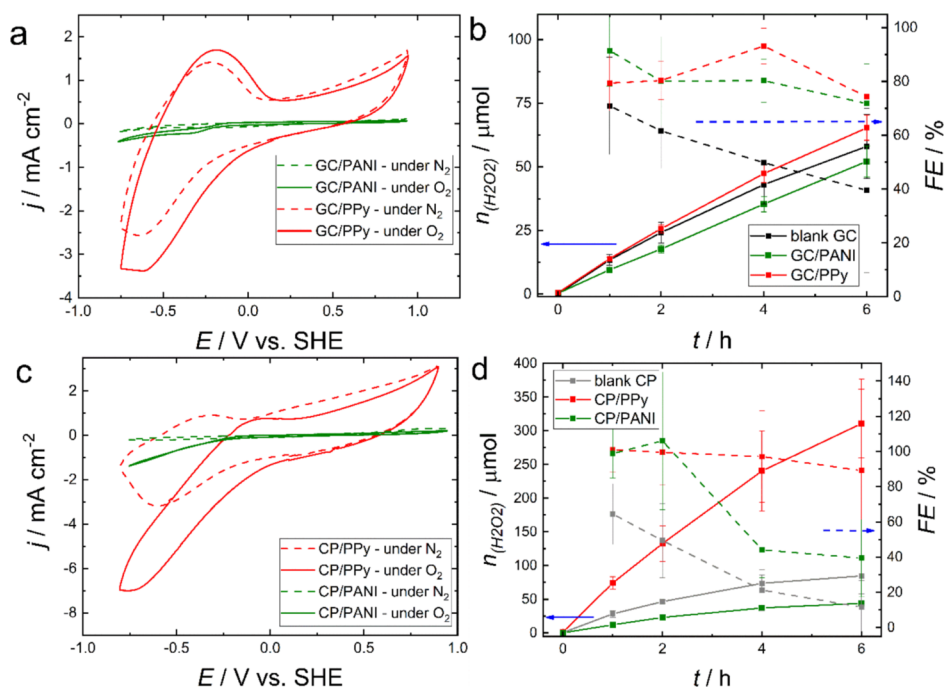 a
2
1
0
-1
-2
-3
-4
j / mA cm-2
GC/PANI - under N2
GC/PANI - under O2
GC/PPy - under N2
GC/PPy - under O2
-1.0 -0.5 0.0 0.5 1.0
E / V vs. SHE
b
100
75
50
25
0
n(H2O2) / μmol
100
80
60
40
20
0
FE / %
blank GC
GC/PANI
GC/PPy
0 2 4 6
t / h
c
3
2
0
-2
-4
-6
-8
j / mA cm-2
CP/PPy - under N2
CP/PPy - under O2
CP/PANI - under N2
CP/PANI - under O2
-1.0 -0.5 0.0 0.5 1.0
E / V vs. SHE
d
400
350
300
250
200
150
100
50
0
n(H2O2) / μmol
blank CP
CP/PPy
CP/PANI
140
120
100
80
60
40
20
0
FE / %
0 2 4 6
t / h